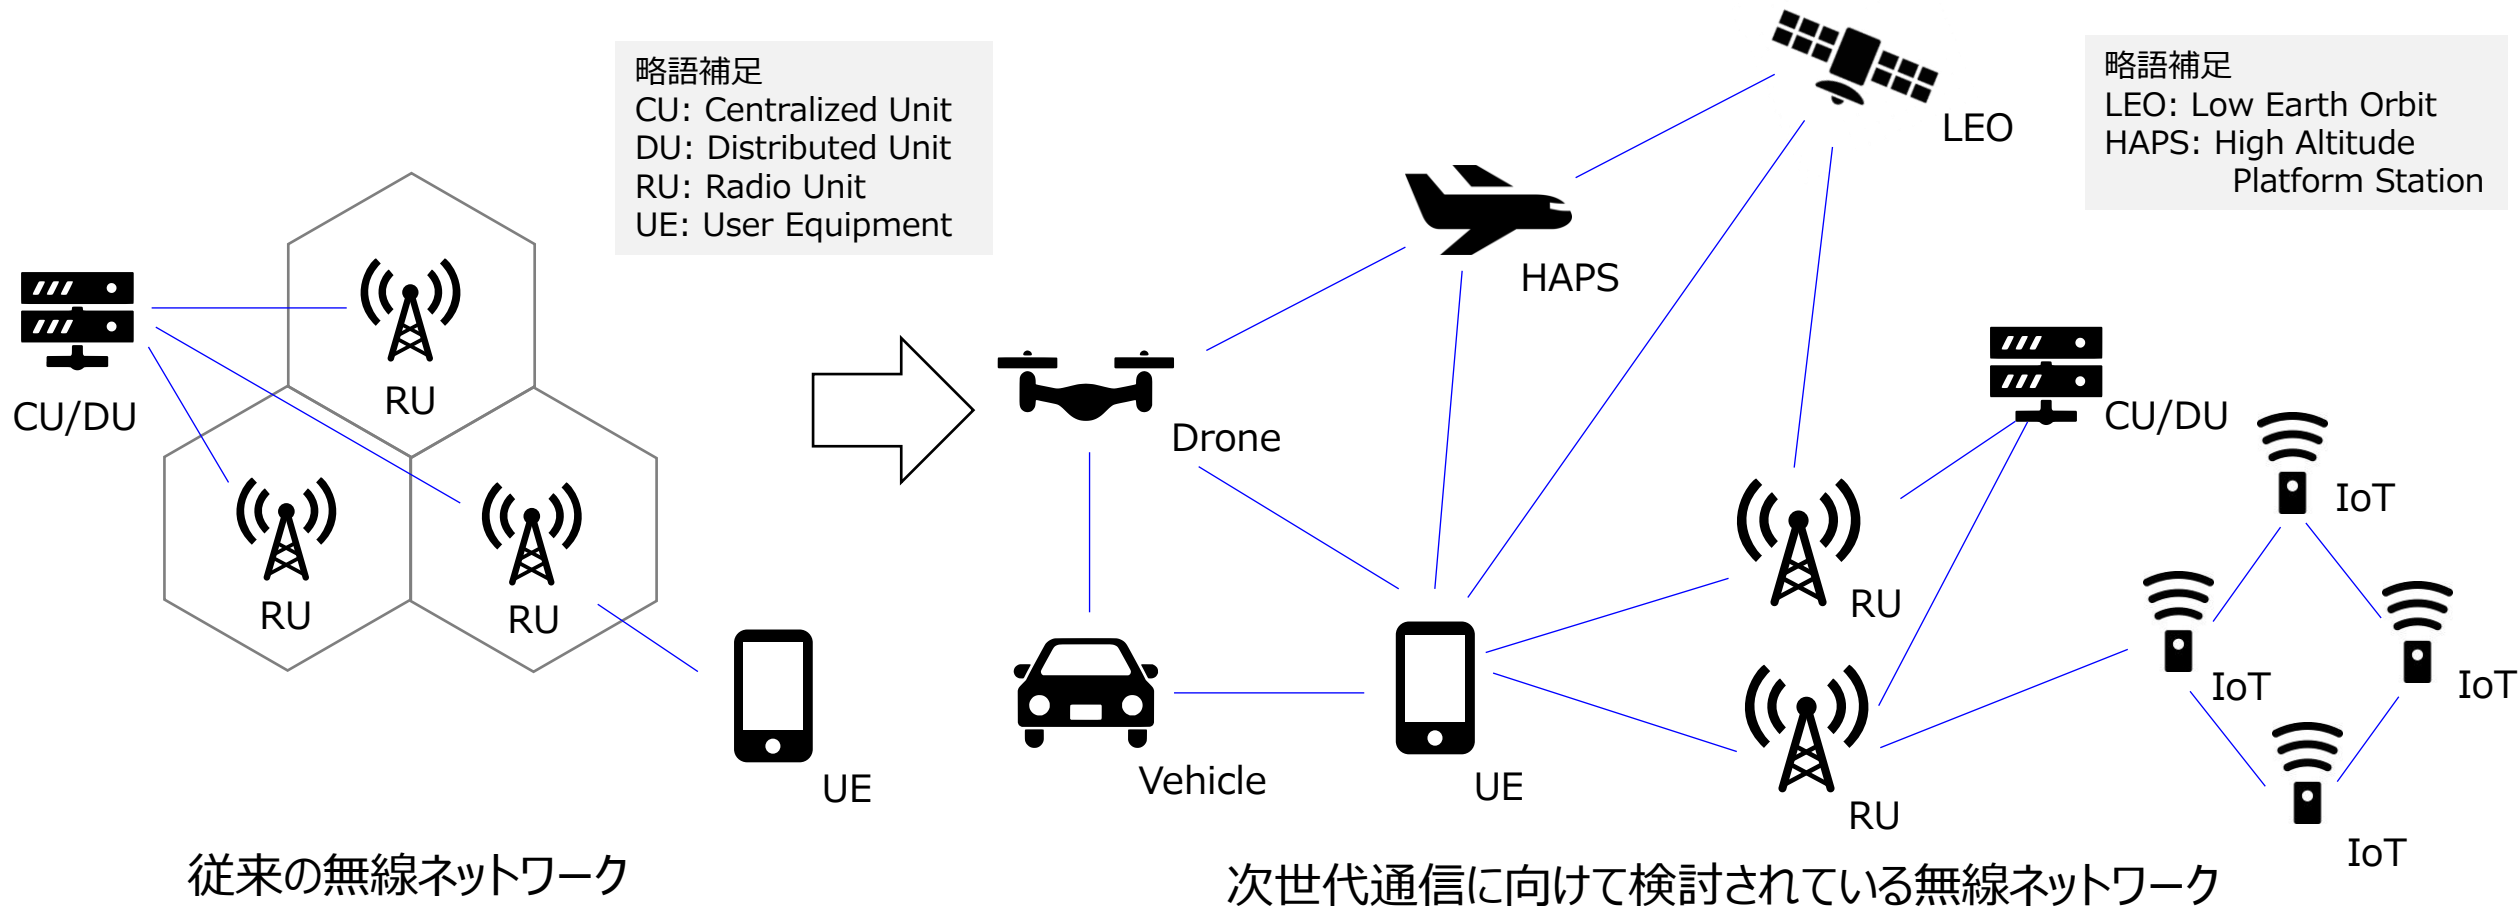 略語補足
CU: Centralized Unit
DU: Distributed Unit
RU: Radio Unit
UE: User Equipment
CU/DU
RU
RU
RU
UE
従来の無線ネットワーク
略語補足
LEO: Low Earth Orbit
HAPS: High Altitude
Platform Station
LEO
HAPS
Drone
CU/DU
IoT
RU
IoT
IoT
Vehicle
UE
RU
IoT
次世代通信に向けて検討されている無線ネットワーク